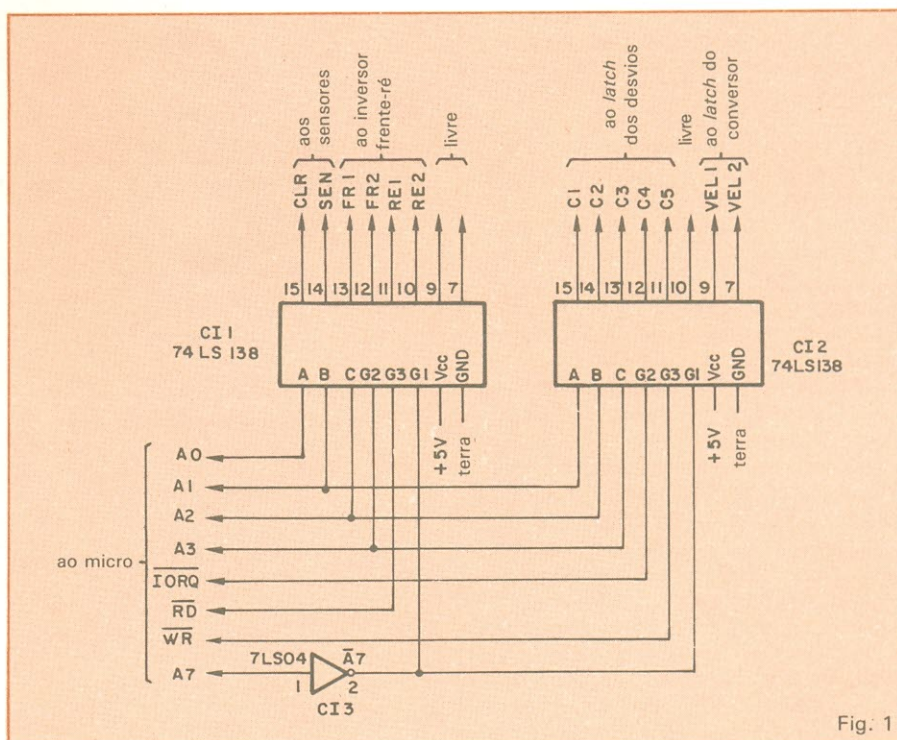 aos
sensores
ao inversor
frente-ré
livre
ao latch
dos desvios
livre
ao latch do
conversor
CLR
SEN
FR1
FR2
RE1
RE2
C1
C2
C3
C4
C5
VEL1
VEL2
15 14 13 12 11 10 9 7
15 14 13 12 11 10 9 7
CI1
74LS138
A B C G2 G3 G1 Vcc GND
A B C G2 G3 G1 Vcc GND
CI2
74LS138
+5V
terra
+5V
terra
ao micro
A0
A1
A2
A3
IORQ
RD
WR
A7
7LS04
A7
1
2
CI3
Fig. 1